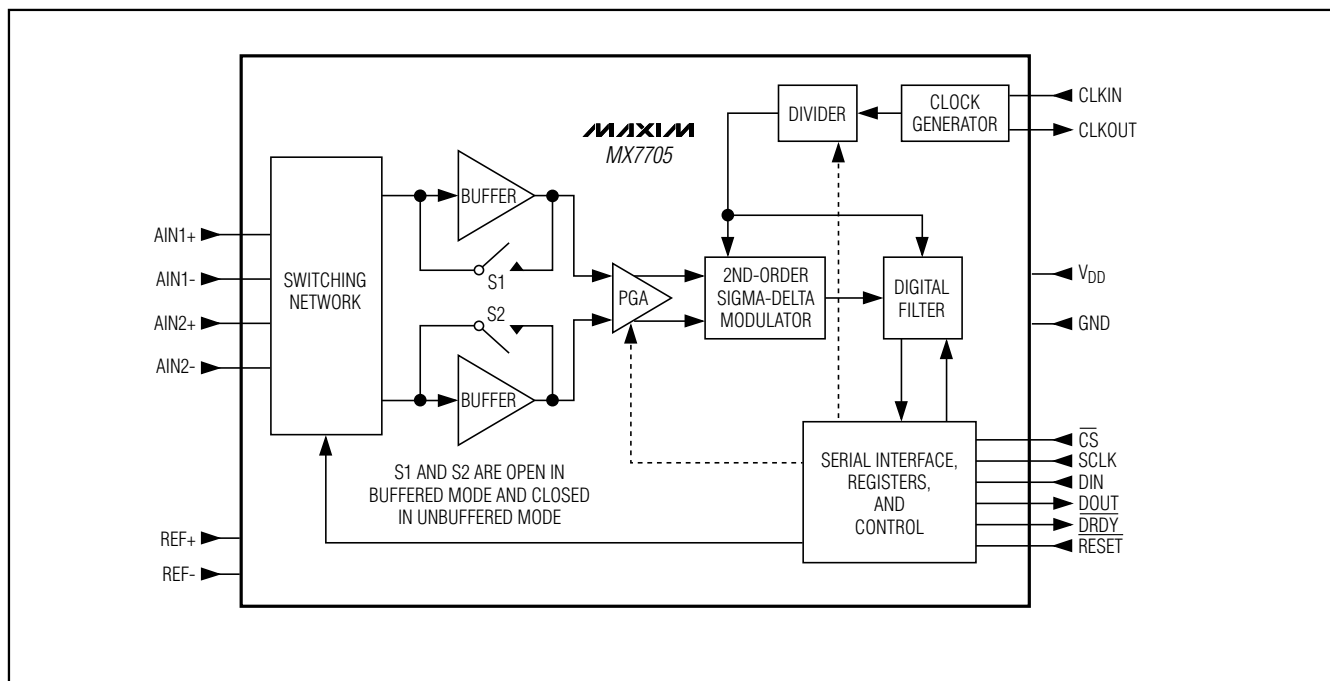 MAXIM
MX7705
DIVIDER
CLOCK
GENERATOR
CLKIN
CLKOUT
AIN1+
AIN1-
AIN2+
AIN2-
SWITCHING
NETWORK
BUFFER
S1
S2
BUFFER
PGA
2ND-ORDER
SIGMA-DELTA
MODULATOR
DIGITAL
FILTER
VDD
GND
S1 AND S2 ARE OPEN IN
BUFFERED MODE AND CLOSED
IN UNBUFFERED MODE
SERIAL INTERFACE,
REGISTERS,
AND
CONTROL
CS
SCLK
DIN
DOUT
DRDY
RESET
REF+
REF-